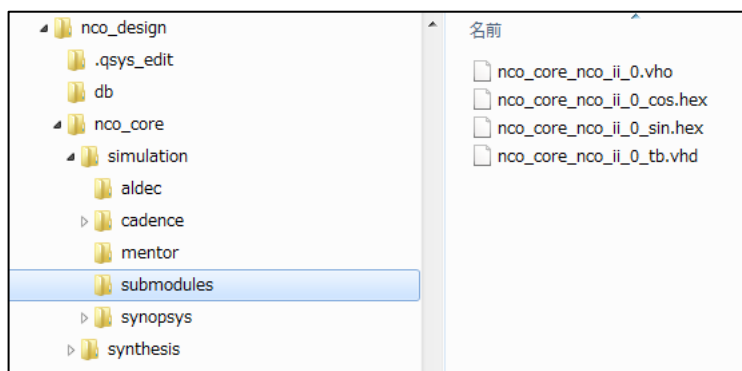 nco_design
.qsys_edit
db
nco_core
simulation
aldec
cadence
mentor
submodules
synopsys
synthesis
名前
nco_core_nco_ii_0.vho
nco_core_nco_ii_0_cos.hex
nco_core_nco_ii_0_sin.hex
nco_core_nco_ii_0_tb.vhd